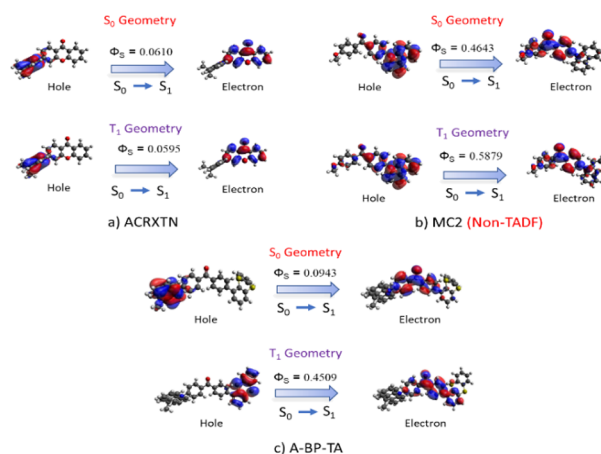 S₀ Geometry
Φₛ = 0.0610
S₀ → S₁
Hole
Electron
T₁ Geometry
Φₛ = 0.0595
S₀ → S₁
Hole
Electron
a) ACRXTN
S₀ Geometry
Φₛ = 0.4643
S₀ → S₁
Hole
Electron
T₁ Geometry
Φₛ = 0.5879
S₀ → S₁
Hole
Electron
b) MC2 (Non-TADF)
S₀ Geometry
Φₛ = 0.0943
S₀ → S₁
Hole
Electron
T₁ Geometry
Φₛ = 0.4509
S₀ → S₁
Hole
Electron
c) A-BP-TA